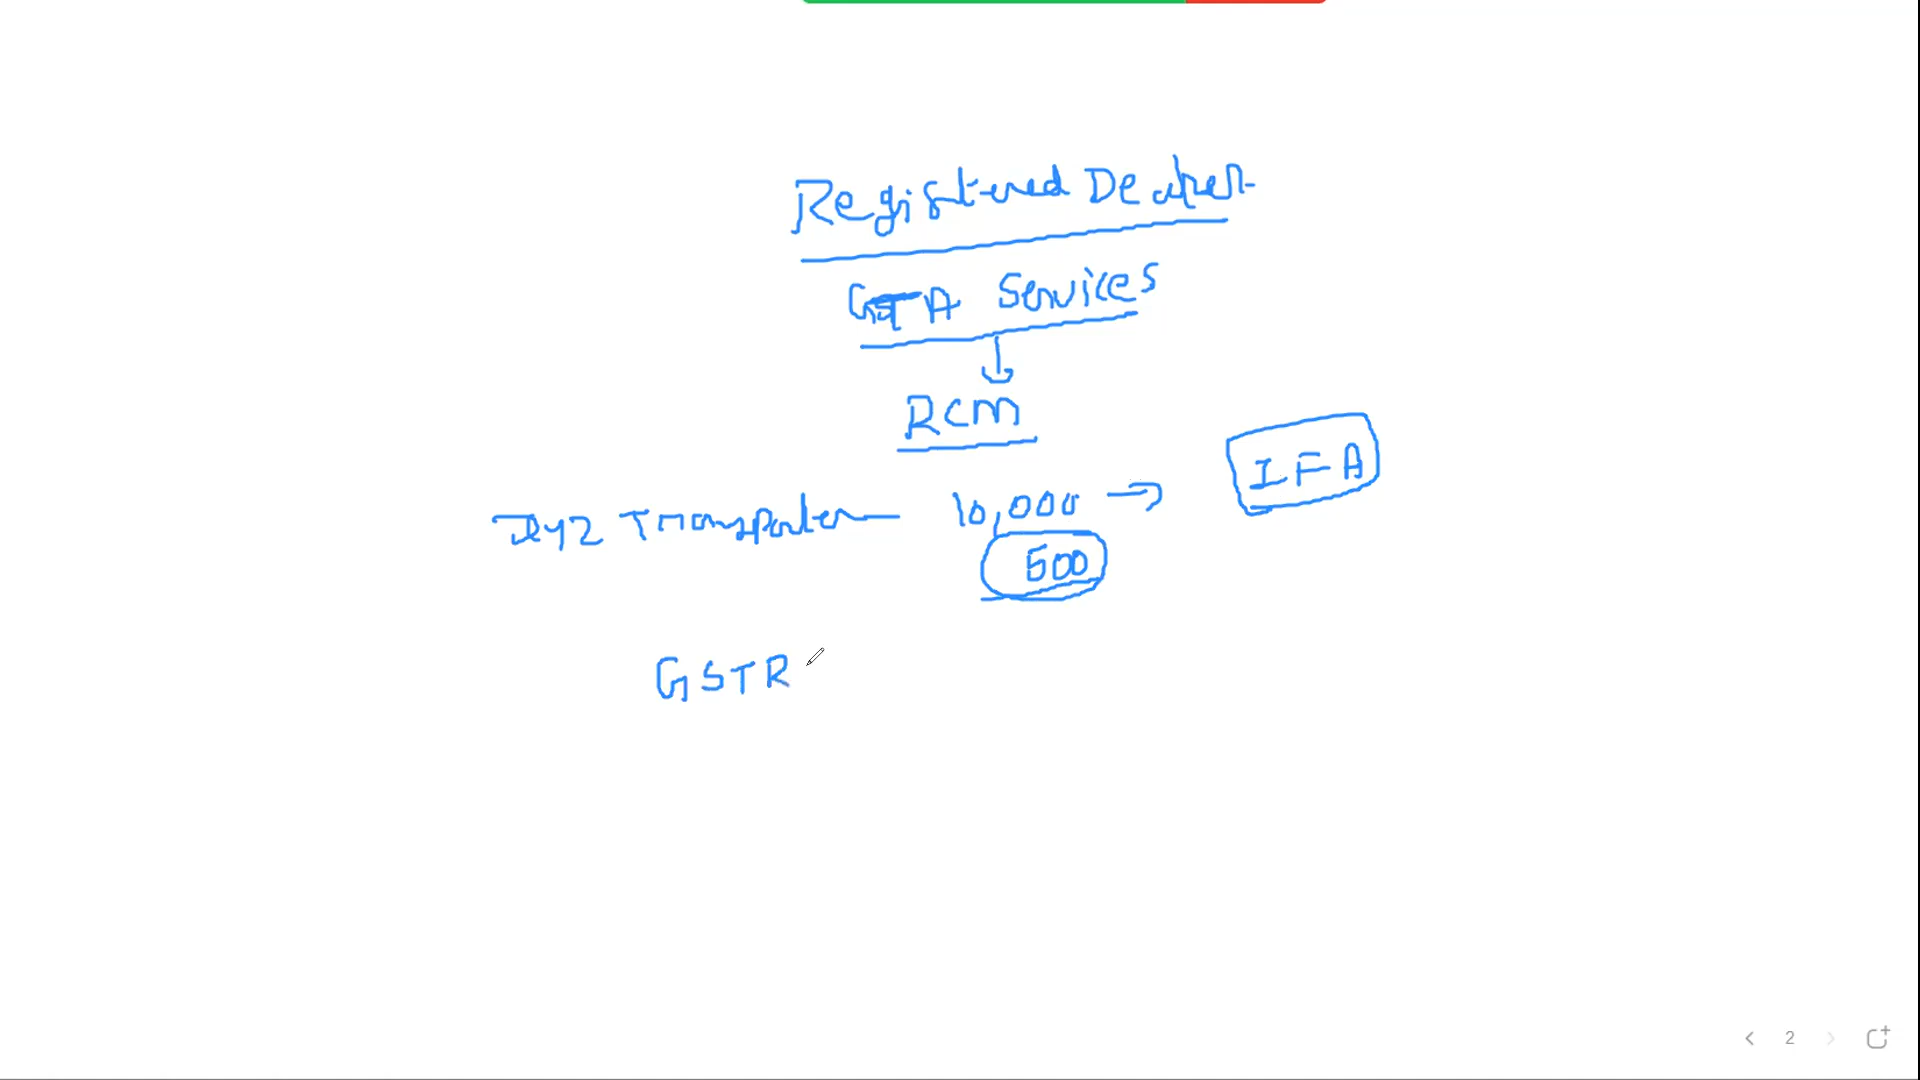 Registered Dealer
GTA Services
RCM
IFA
XYZ Transporter — 10,000 →
500
GSTR
2